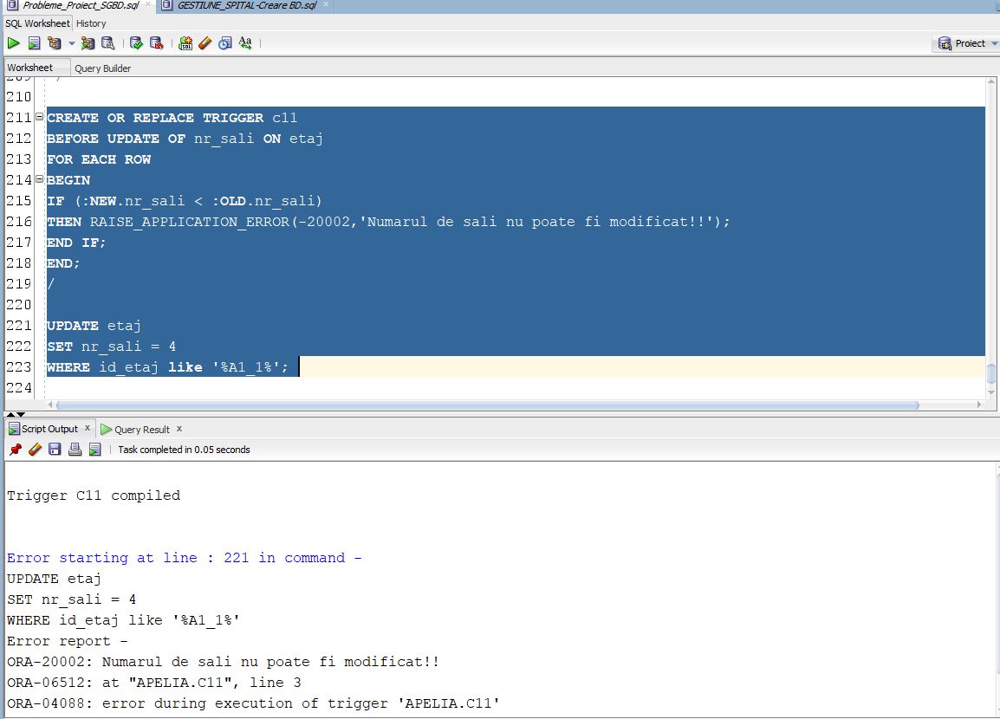 Probleme_Proiect_SGBD.sql × GESTIUNE_SPITAL-Creare BD.sql ×
SQL Worksheet History
Aa Proiect
Worksheet Query Builder
209 /
210
211 CREATE OR REPLACE TRIGGER c11
212 BEFORE UPDATE OF nr_sali ON etaj
213 FOR EACH ROW
214 BEGIN
215 IF (:NEW.nr_sali < :OLD.nr_sali)
216 THEN RAISE_APPLICATION_ERROR(-20002,'Numarul de sali nu poate fi modificat!!');
217 END IF;
218 END;
219 /
220
221 UPDATE etaj
222 SET nr_sali = 4
223 WHERE id_etaj like '%A1_1%';
224
Script Output x Query Result x
Task completed in 0.05 seconds
Trigger C11 compiled
Error starting at line : 221 in command -
UPDATE etaj
SET nr_sali = 4
WHERE id_etaj like '%A1_1%'
Error report -
ORA-20002: Numarul de sali nu poate fi modificat!!
ORA-06512: at "APELIA.C11", line 3
ORA-04088: error during execution of trigger 'APELIA.C11'